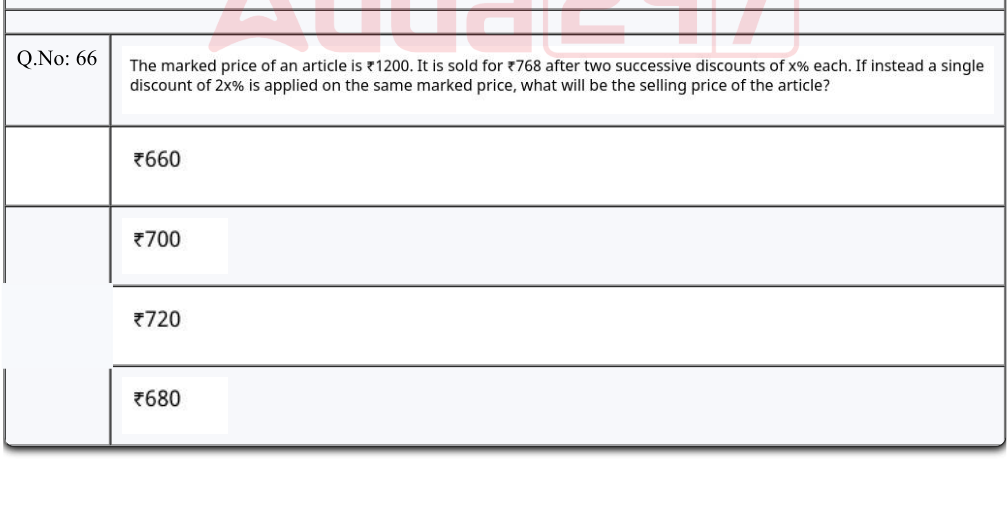 Adda247
Q.No: 66
The marked price of an article is ₹1200. It is sold for ₹768 after two successive discounts of x% each. If instead a single
discount of 2x% is applied on the same marked price, what will be the selling price of the article?
₹660
₹700
₹720
₹680